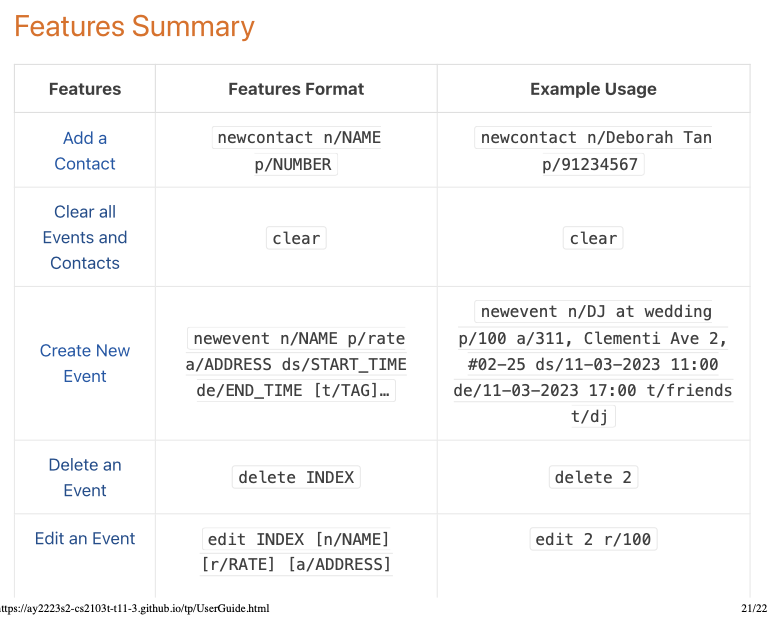 Features Summary
Features Features Format Example Usage
Add a
Contact
newcontact n/NAME
p/NUMBER
newcontact n/Deborah Tan
p/91234567
Clear all
Events and
Contacts
clear
clear
Create New
Event
newevent n/NAME p/rate
a/ADDRESS ds/START_TIME
de/END_TIME [t/TAG]…
newevent n/DJ at wedding
p/100 a/311, Clementi Ave 2,
#02-25 ds/11-03-2023 11:00
de/11-03-2023 17:00 t/friends
t/dj
Delete an
Event
delete INDEX
delete 2
Edit an Event
edit INDEX [n/NAME]
[r/RATE] [a/ADDRESS]
edit 2 r/100
ttps://ay2223s2-cs2103t-t11-3.github.io/tp/UserGuide.html 21/22